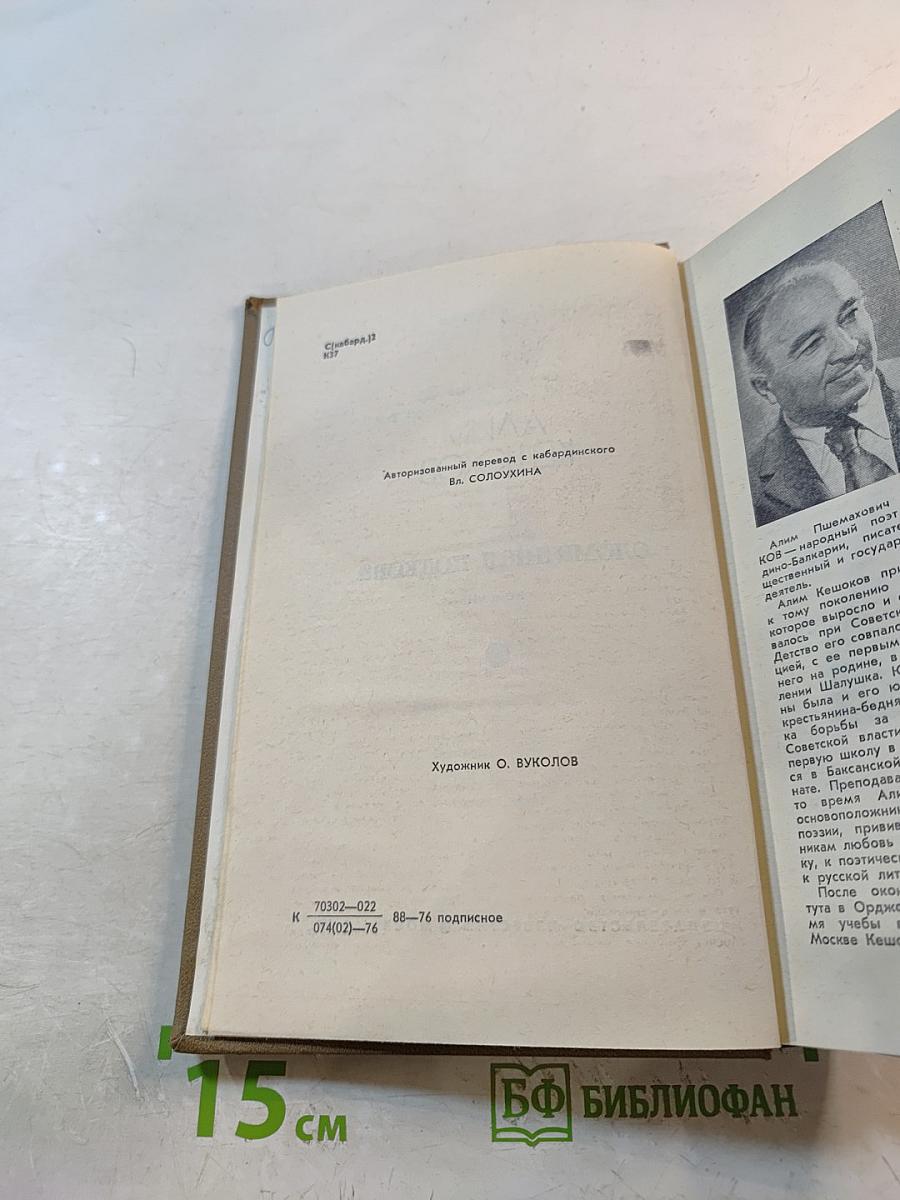 С(кабард.)2
К37
Авторизованный перевод с кабардинского
Вл. СОЛОУХИНА
Художник О. ВУКОЛОВ
К 70302—022
074(02)—76 88—76 подписное
Алим Пшемахович
КОВ — народный поэт
дино-Балкарии, писате
щественный и государ
деятель.
Алим Кешоков при
к тому поколению
которое выросло и
валось при Советск
Детство его совпало
цией, с ее первым
него на родине, в
лении Шалушка. К
ны была и его ю
крестьянина-бедня
ка борьбы за
Советской власти
первую школу в
ся в Баксанской
нате. Преподава
то время Али
основоположник
поэзии, привив
никам любовь
ку, к поэтичес
к русской лит
После окон
тута в Орджо
мя учебы в
Москве Кешо
15 см
БФ БИБЛИОФАН